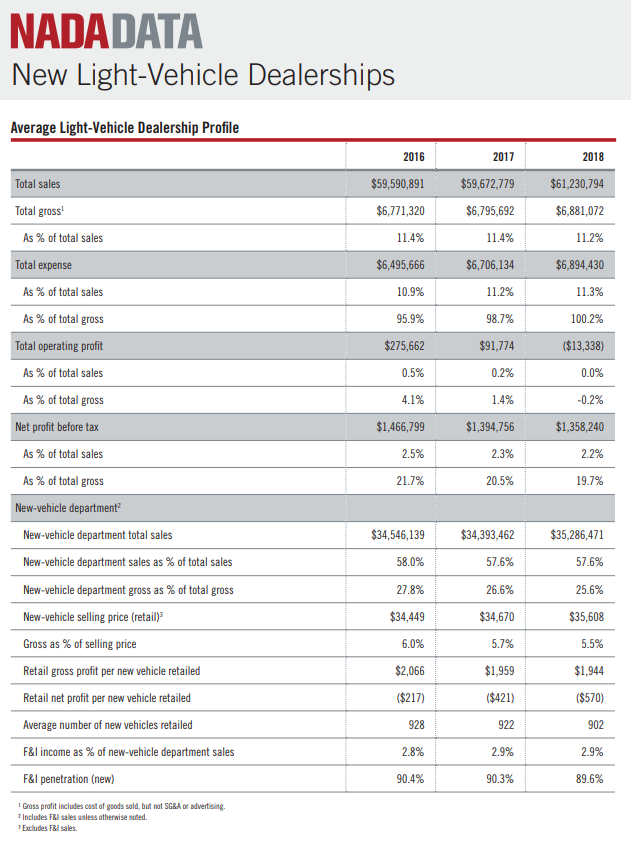 NADADATA
New Light-Vehicle Dealerships
Average Light-Vehicle Dealership Profile
2016 2017 2018
Total sales $59,590,891 $59,672,779 $61,230,794
Total gross¹ $6,771,320 $6,795,692 $6,881,072
As % of total sales 11.4% 11.4% 11.2%
Total expense $6,495,666 $6,706,134 $6,894,430
As % of total sales 10.9% 11.2% 11.3%
As % of total gross 95.9% 98.7% 100.2%
Total operating profit $275,662 $91,774 ($13,338)
As % of total sales 0.5% 0.2% 0.0%
As % of total gross 4.1% 1.4% -0.2%
Net profit before tax $1,466,799 $1,394,756 $1,358,240
As % of total sales 2.5% 2.3% 2.2%
As % of total gross 21.7% 20.5% 19.7%
New-vehicle department²
New-vehicle department total sales $34,546,139 $34,393,462 $35,286,471
New-vehicle department sales as % of total sales 58.0% 57.6% 57.6%
New-vehicle department gross as % of total gross 27.8% 26.6% 25.6%
New-vehicle selling price (retail)³ $34,449 $34,670 $35,608
Gross as % of selling price 6.0% 5.7% 5.5%
Retail gross profit per new vehicle retailed $2,066 $1,959 $1,944
Retail net profit per new vehicle retailed ($217) ($421) ($570)
Average number of new vehicles retailed 928 922 902
F&I income as % of new-vehicle department sales 2.8% 2.9% 2.9%
F&I penetration (new) 90.4% 90.3% 89.6%
¹ Gross profit includes cost of goods sold, but not SG&A or advertising.
² Includes F&I sales unless otherwise noted.
³ Excludes F&I sales.